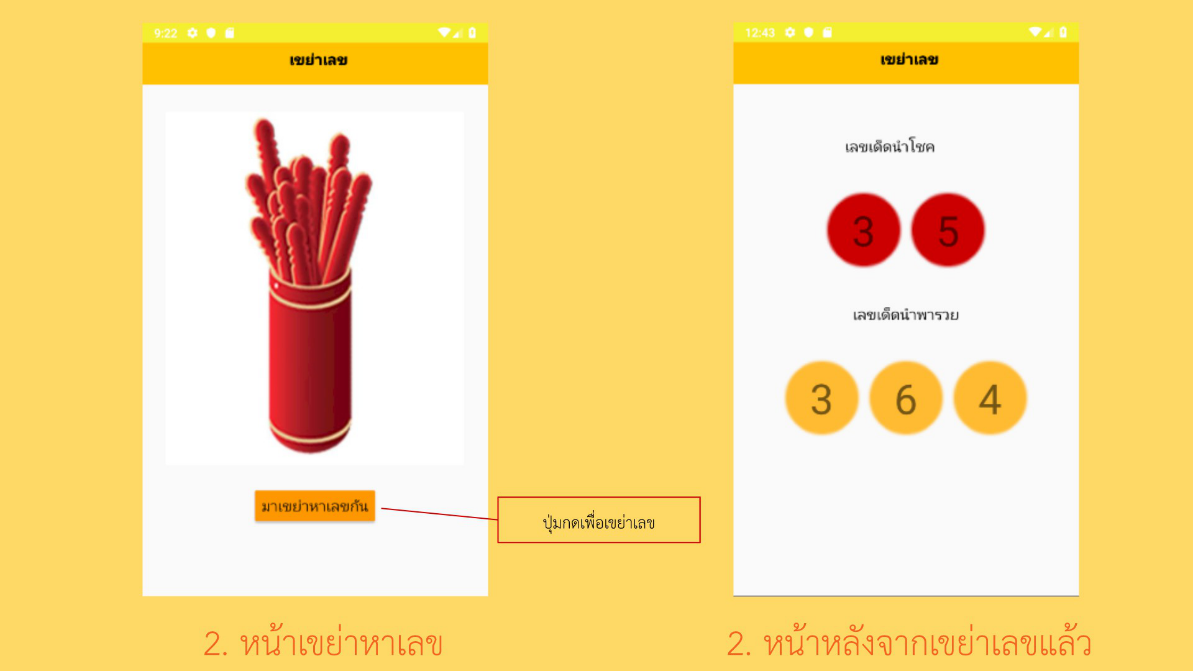 9:22
เขย่าเลข
มาเขย่าหาเลขกัน
ปุ่มกดเพื่อเขย่าเลข
2. หน้าเขย่าหาเลข
12:43
เขย่าเลข
เลขเด็ดนำโชค
3 5
เลขเด็ดนำพารวย
3 6 4
2. หน้าหลังจากเขย่าเลขแล้ว